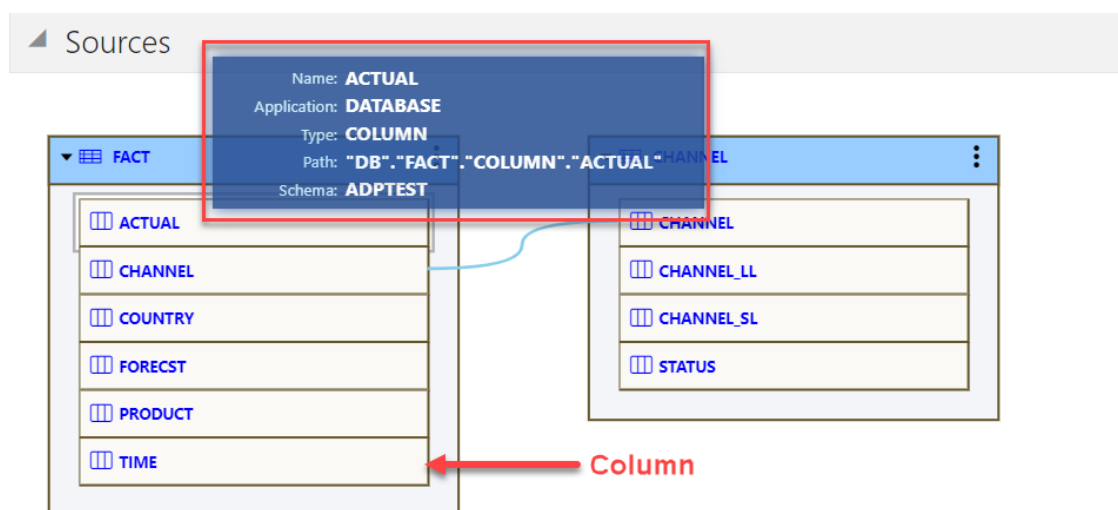 Sources
Name: ACTUAL
Application: DATABASE
Type: COLUMN
Path: "DB"."FACT"."COLUMN"."ACTUAL"
Schema: ADPTEST
FACT
ACTUAL
CHANNEL
COUNTRY
FORECST
PRODUCT
TIME
CHANNEL
CHANNEL
CHANNEL_LL
CHANNEL_SL
STATUS
Column